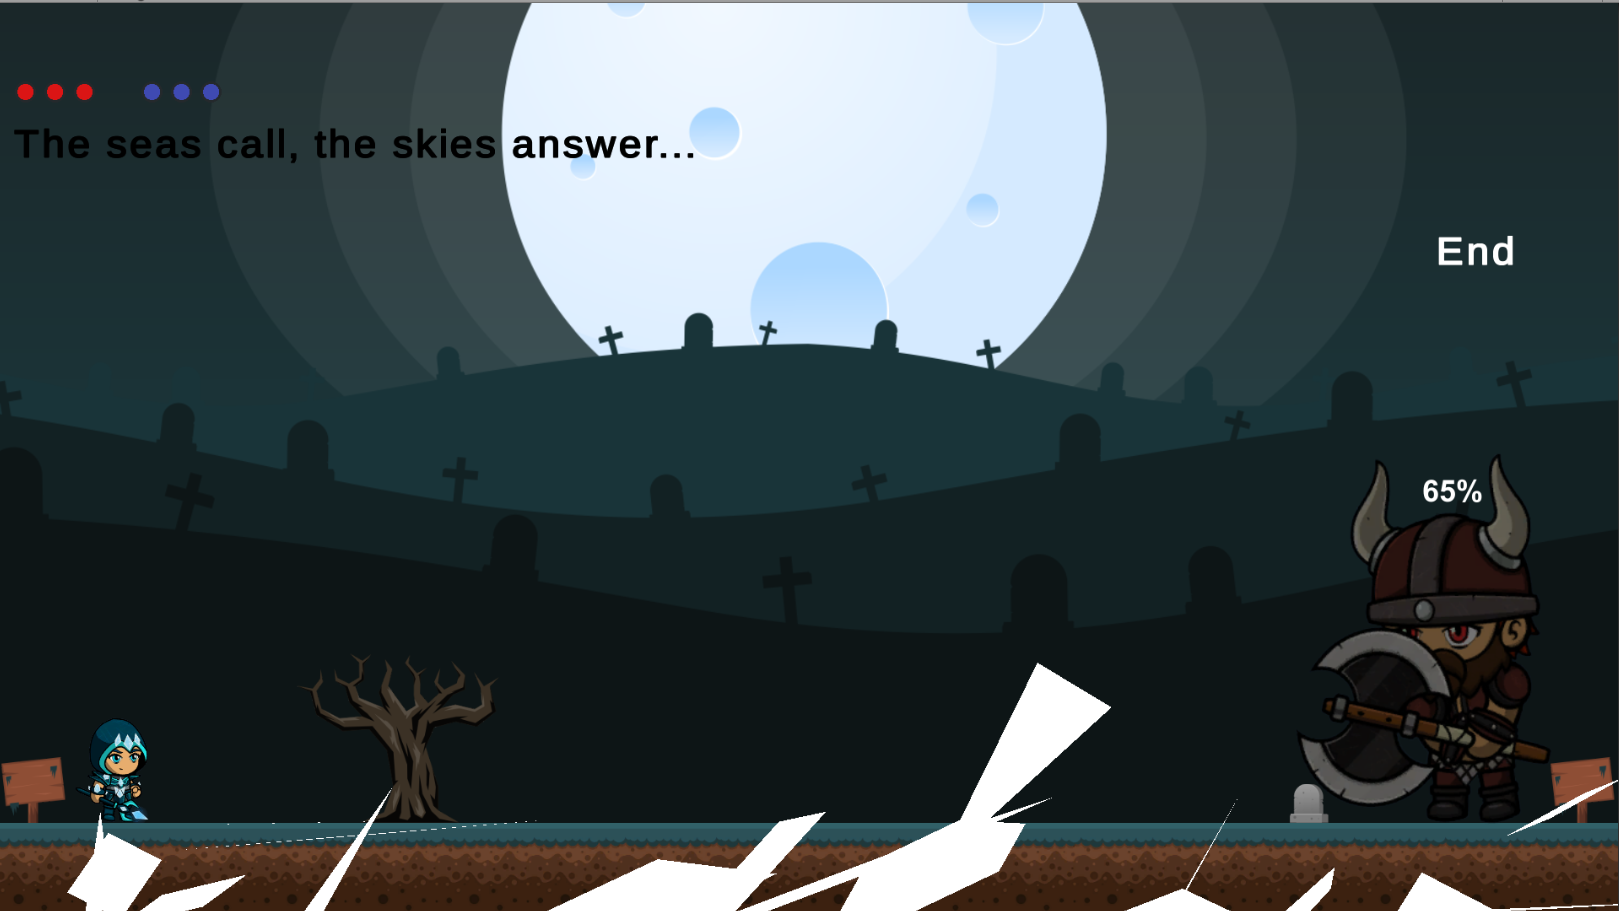 The seas call, the skies answer...
End
65%